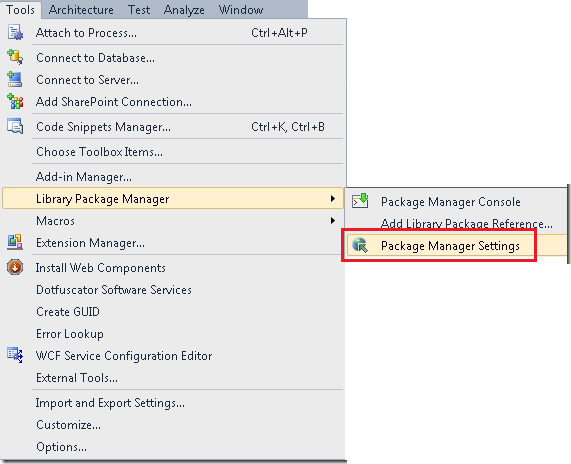 Tools Architecture Test Analyze Window
Attach to Process... Ctrl+Alt+P
Connect to Database...
Connect to Server...
Add SharePoint Connection...
Code Snippets Manager... Ctrl+K, Ctrl+B
Choose Toolbox Items...
Add-in Manager...
Library Package Manager
Package Manager Console
Add Library Package Reference...
Package Manager Settings
Macros
Extension Manager...
Install Web Components
Dotfuscator Software Services
Create GUID
Error Lookup
WCF Service Configuration Editor
External Tools...
Import and Export Settings...
Customize...
Options...